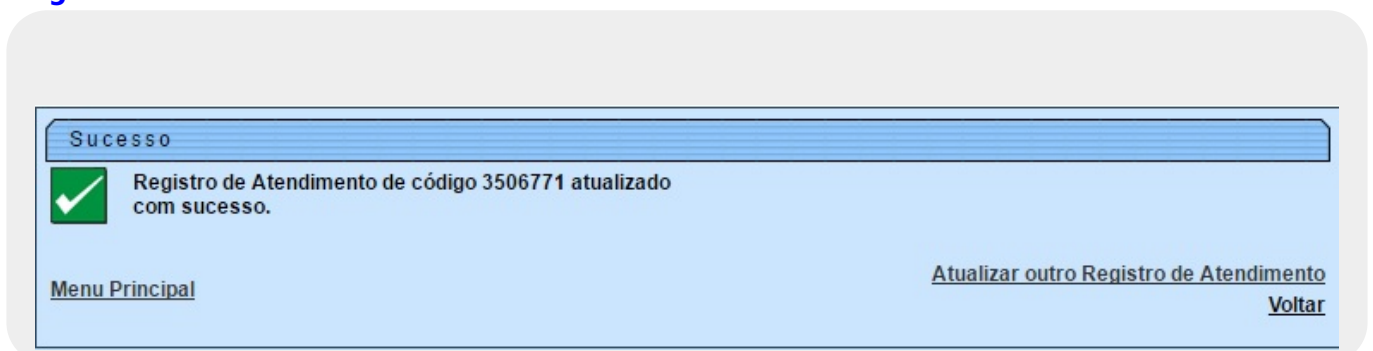 Sucesso
Registro de Atendimento de código 3506771 atualizado
com sucesso.
Atualizar outro Registro de Atendimento
Menu Principal
Voltar